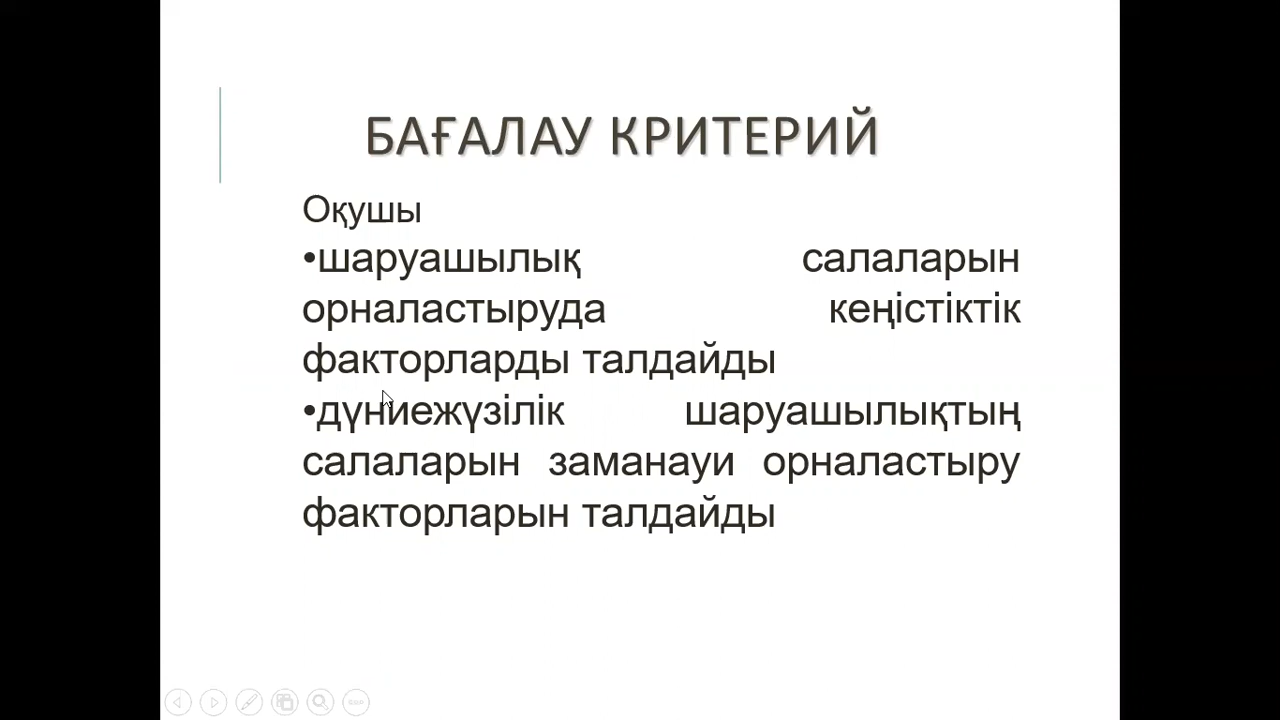 БАҒАЛАУ КРИТЕРИЙ
Оқушы
•шаруашылық салаларын
орналастыруда кеңістіктік
факторларды талдайды
•дүниежүзілік шаруашылықтың
салаларын заманауи орналастыру
факторларын талдайды